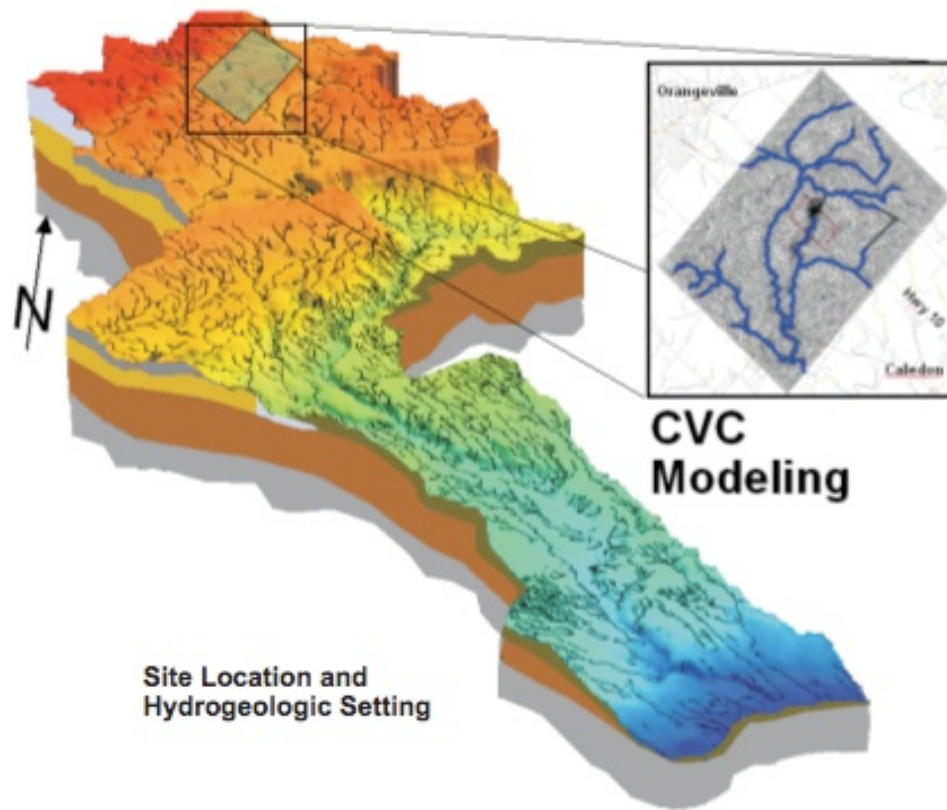 Orangeville
N
Hwy 10
Caledon
CVC
Modeling
Site Location and
Hydrogeologic Setting